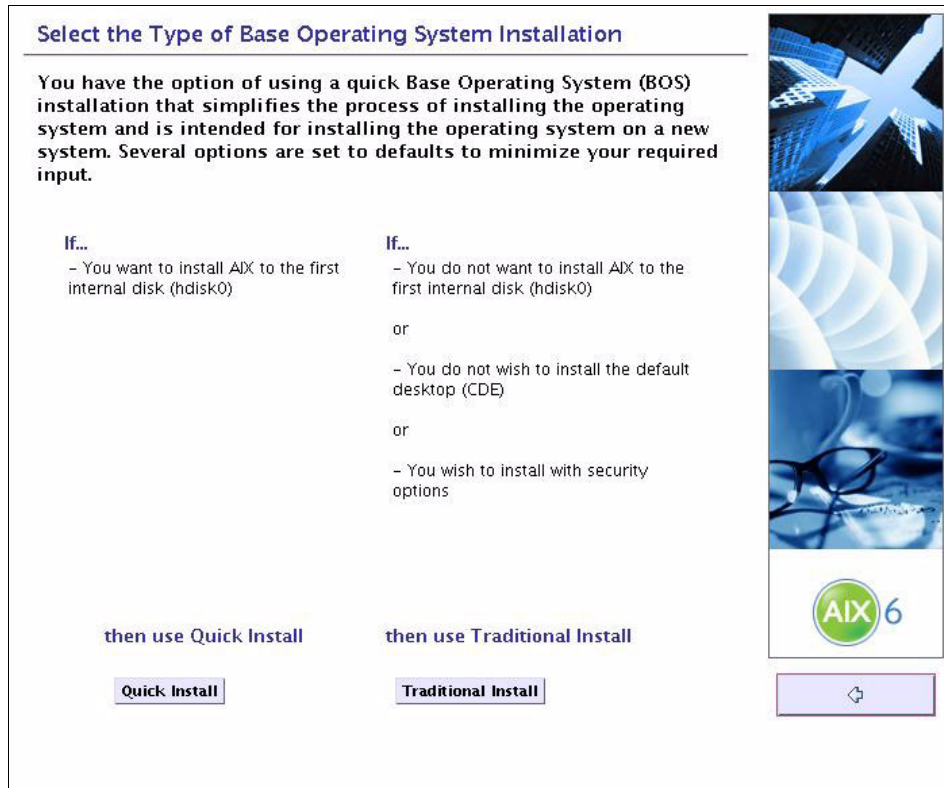 Select the Type of Base Operating System Installation
You have the option of using a quick Base Operating System (BOS)
installation that simplifies the process of installing the operating
system and is intended for installing the operating system on a new
system. Several options are set to defaults to minimize your required
input.
If...
– You want to install AIX to the first
internal disk (hdisk0)
If...
– You do not want to install AIX to the
first internal disk (hdisk0)
or
– You do not wish to install the default
desktop (CDE)
or
– You wish to install with security
options
then use Quick Install
then use Traditional Install
Quick Install
Traditional Install
AIX 6